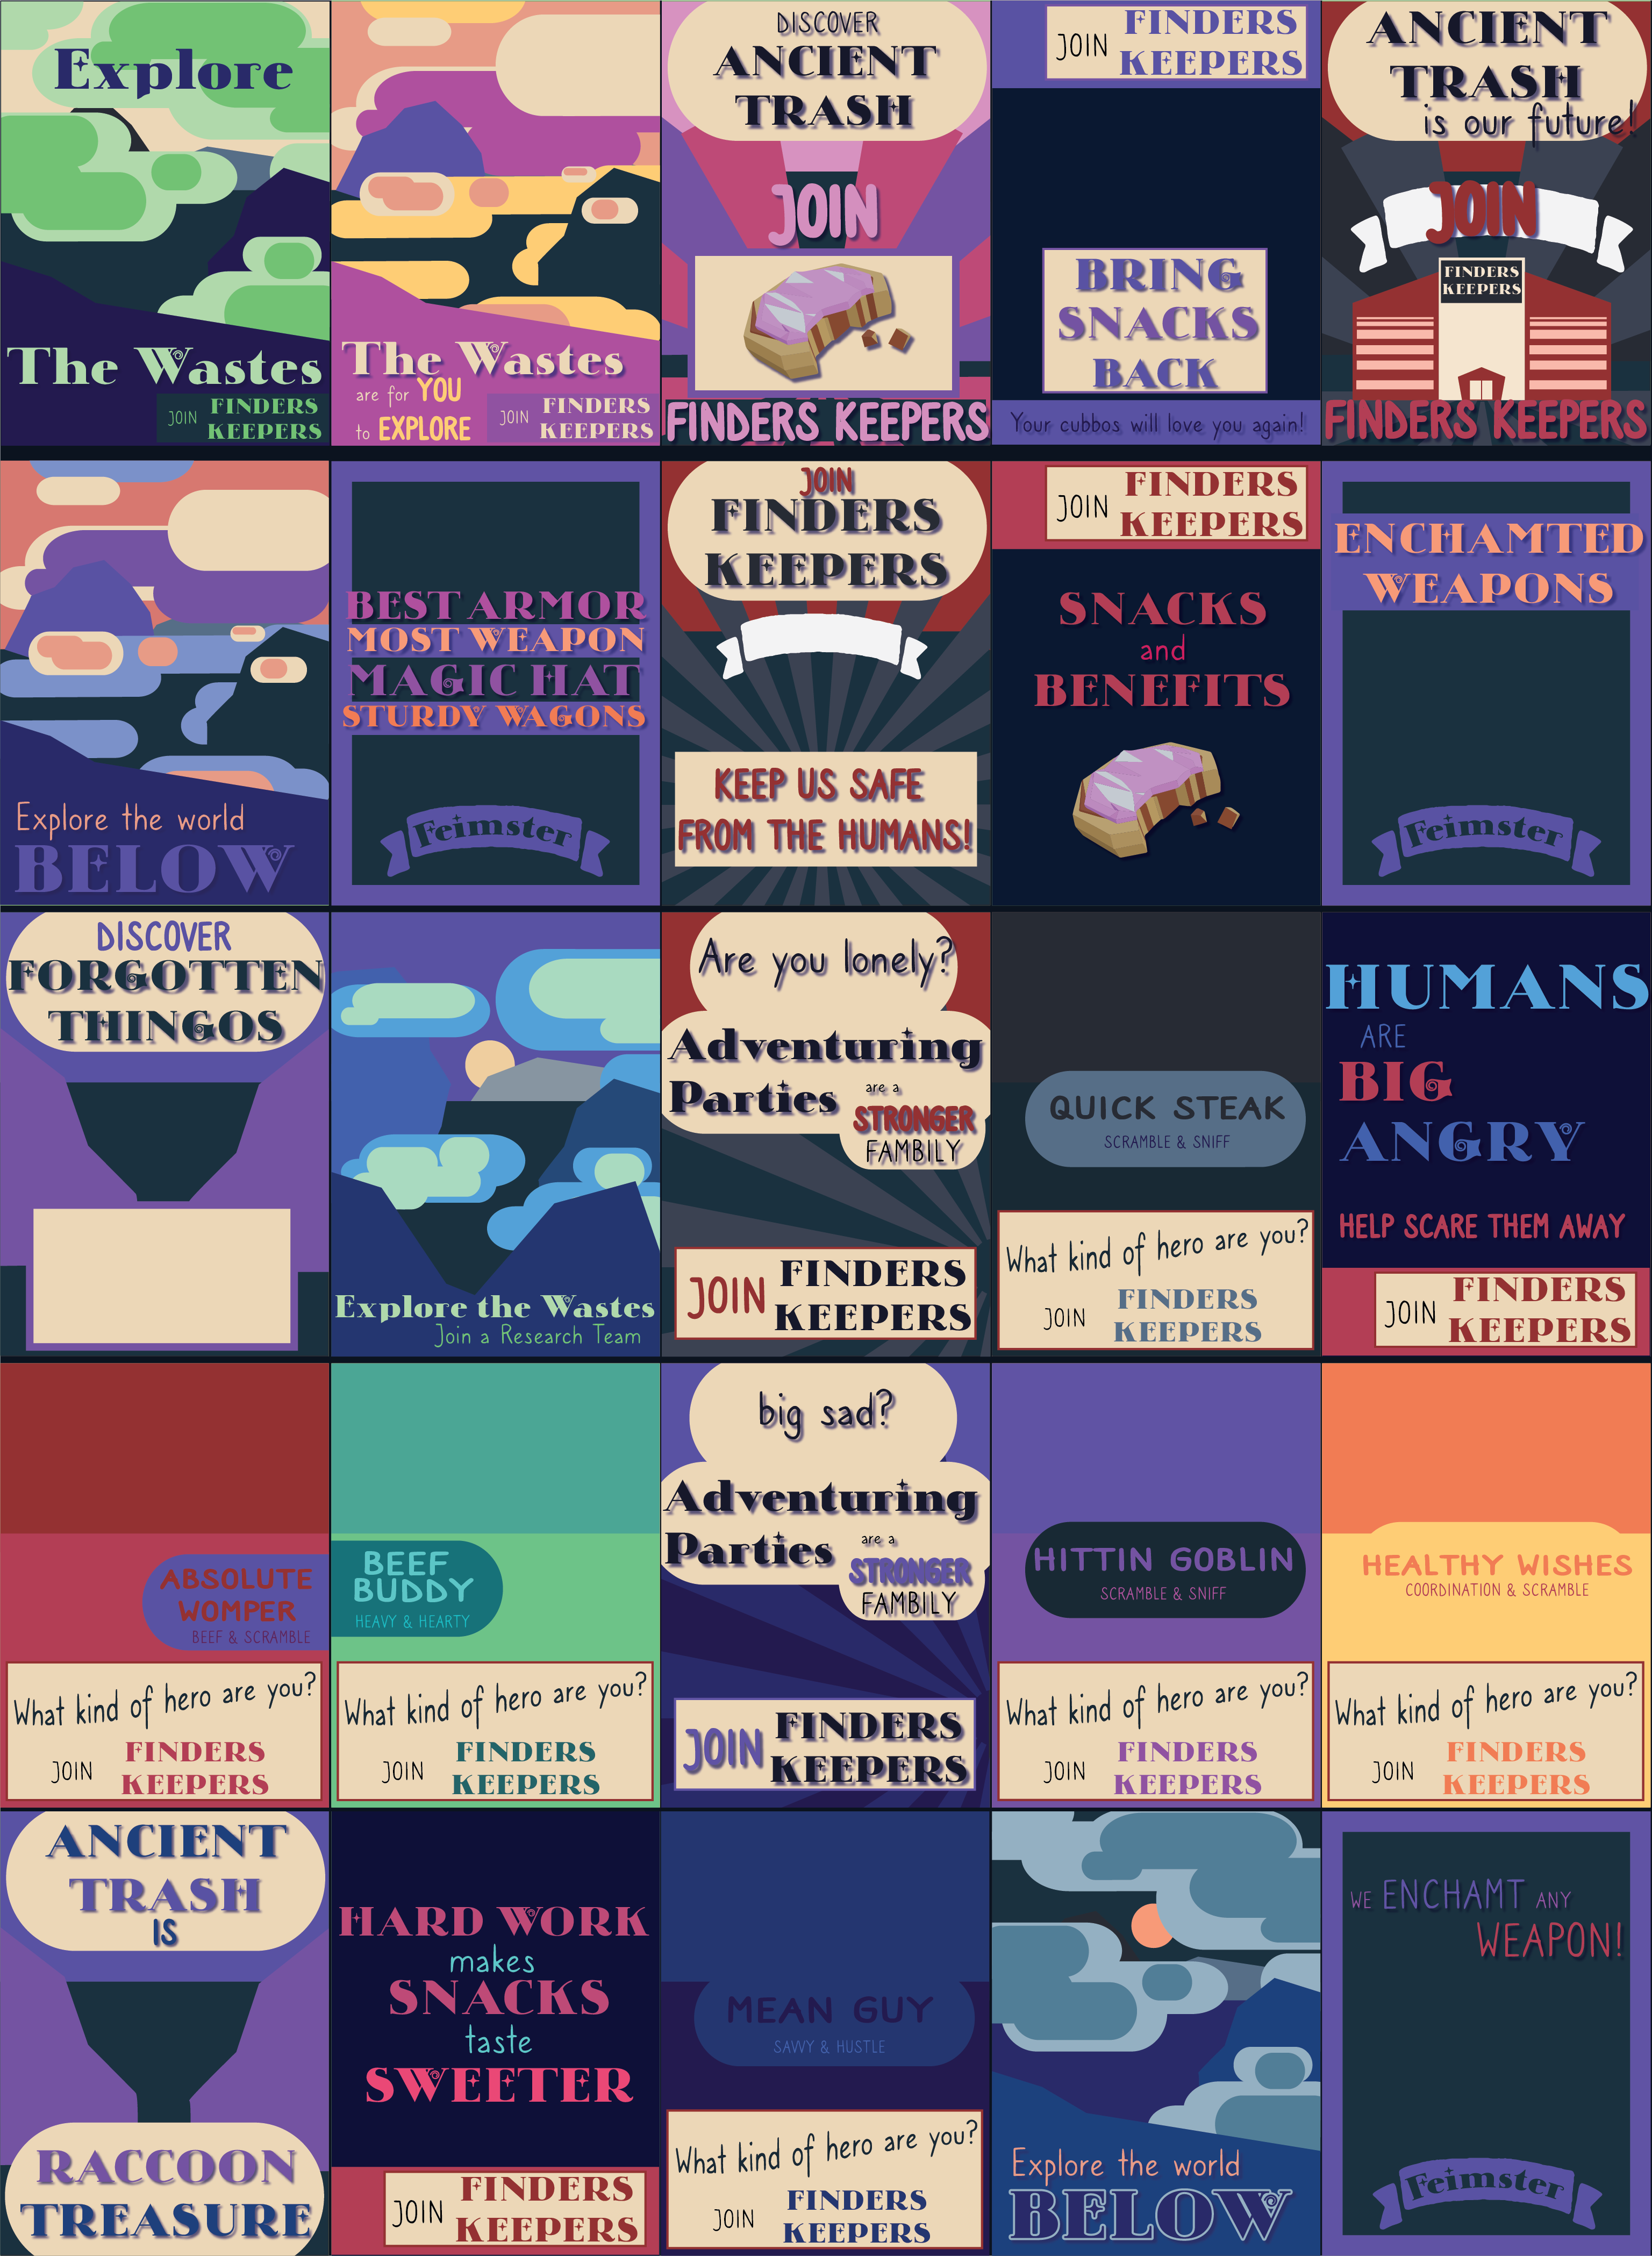 Explore
The Wastes
JOIN
FINDERS
KEEPERS
The Wastes
are for YOU
to EXPLORE
JOIN
FINDERS
KEEPERS
DISCOVER
ANCIENT
TRASH
JOIN
FINDERS KEEPERS
JOIN
FINDERS
KEEPERS
BRING
SNACKS
BACK
Your cubbos will love you again!
ANCIENT
TRASH
is our future!
JOIN
FINDERS
KEEPERS
FINDERS KEEPERS
Explore the world
BELOW
BEST ARMOR
MOST WEAPON
MAGIC HAT
STURDY WAGONS
Feimster
JOIN
FINDERS
KEEPERS
KEEP US SAFE
FROM THE HUMANS!
JOIN
FINDERS
KEEPERS
SNACKS
and
BENEFITS
ENCHAMTED
WEAPONS
Feimster
DISCOVER
FORGOTTEN
THINGOS
Explore the Wastes
Join a Research Team
Are you lonely?
Adventuring
Parties
are a
STRONGER
FAMBILY
JOIN
FINDERS
KEEPERS
QUICK STEAK
SCRAMBLE & SNIFF
What kind of hero are you?
JOIN
FINDERS
KEEPERS
HUMANS
ARE
BIG
ANGRY
HELP SCARE THEM AWAY
JOIN
FINDERS
KEEPERS
ABSOLUTE
WOMPER
BEEF & SCRAMBLE
What kind of hero are you?
JOIN
FINDERS
KEEPERS
BEEF
BUDDY
HEAVY & HEARTY
What kind of hero are you?
JOIN
FINDERS
KEEPERS
big sad?
Adventuring
Parties
are a
STRONGER
FAMBILY
JOIN
FINDERS
KEEPERS
HITTIN GOBLIN
SCRAMBLE & SNIFF
What kind of hero are you?
JOIN
FINDERS
KEEPERS
HEALTHY WISHES
COORDINATION & SCRAMBLE
What kind of hero are you?
JOIN
FINDERS
KEEPERS
ANCIENT
TRASH
IS
RACCOON
TREASURE
HARD WORK
makes
SNACKS
taste
SWEETER
JOIN
FINDERS
KEEPERS
MEAN GUY
SAVVY & HUSTLE
What kind of hero are you?
JOIN
FINDERS
KEEPERS
Explore the world
BELOW
WE ENCHAMT ANY
WEAPON!
Feimster